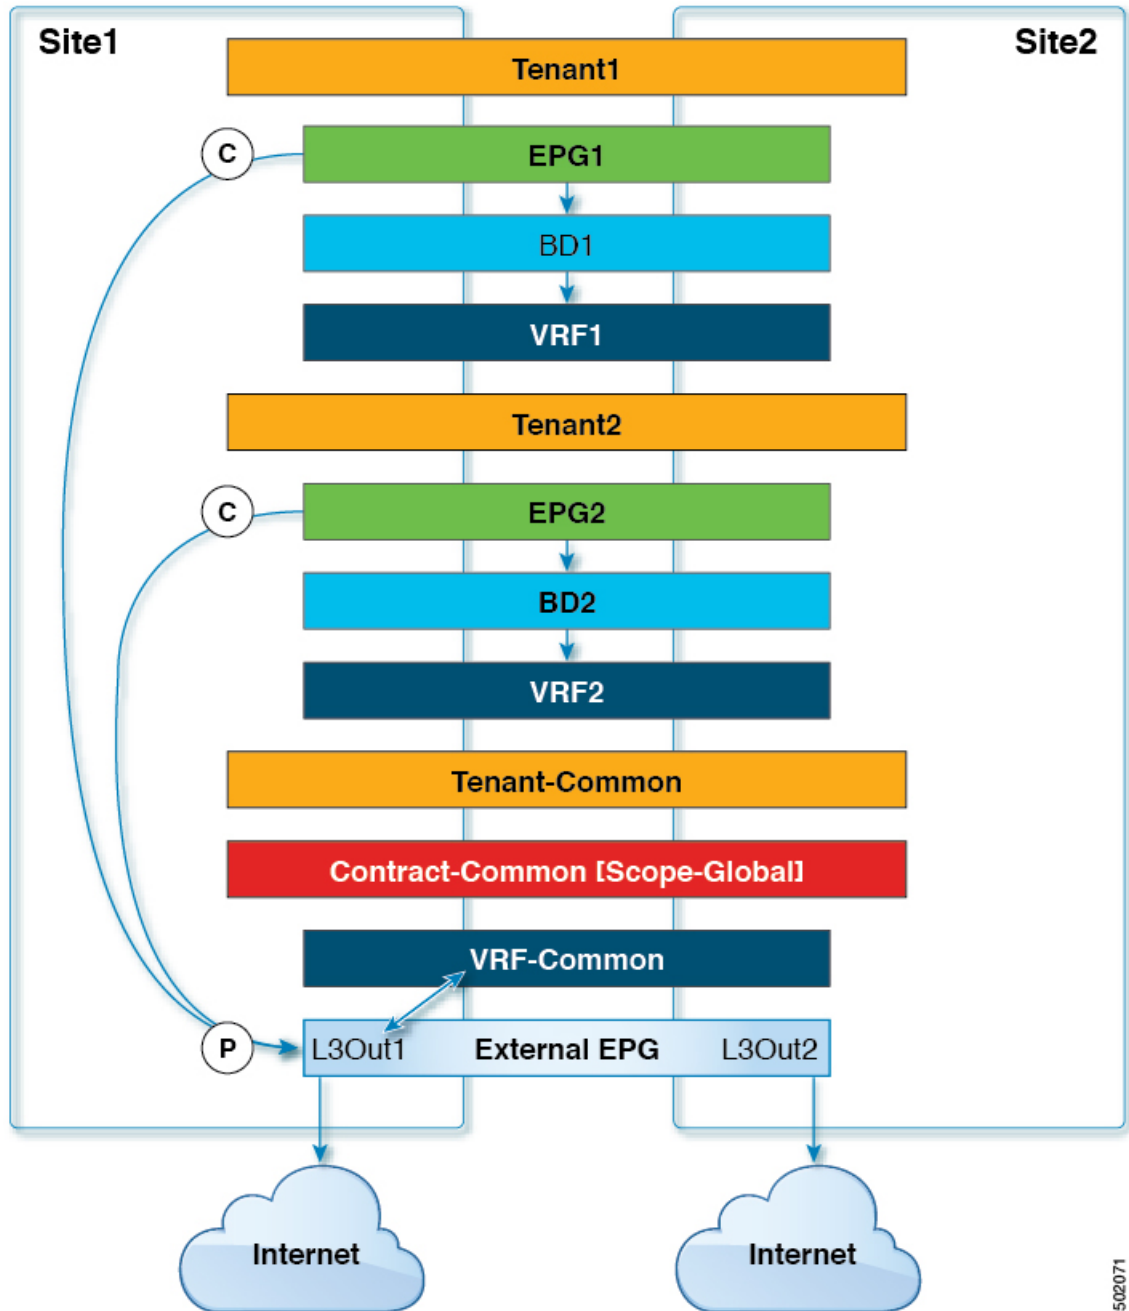 Site1
Site2
Tenant1
C
EPG1
BD1
VRF1
Tenant2
C
EPG2
BD2
VRF2
Tenant-Common
Contract-Common [Scope-Global]
VRF-Common
P
L3Out1
External EPG
L3Out2
Internet
Internet
502071